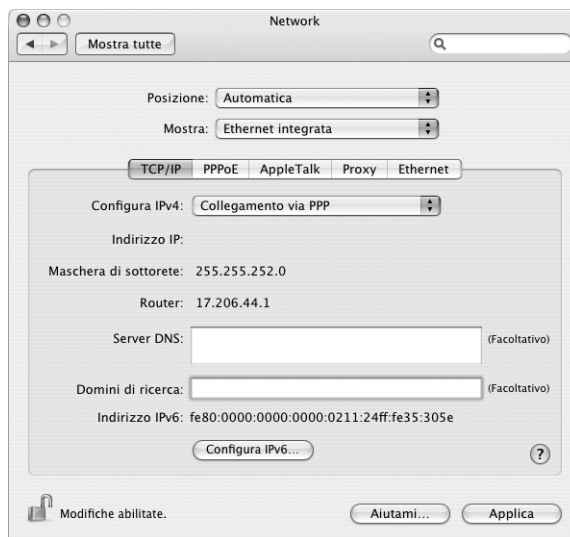 Network
Mostra tutte
Posizione: Automatica
Mostra: Ethernet integrata
TCP/IP PPPoE AppleTalk Proxy Ethernet
Configura IPv4: Collegamento via PPP
Indirizzo IP:
Maschera di sottorete: 255.255.252.0
Router: 17.206.44.1
Server DNS: (Facoltativo)
Domini di ricerca: (Facoltativo)
Indirizzo IPv6: fe80:0000:0000:0000:0211:24ff:fe35:305e
Configura IPv6... ?
Modifiche abilitate. Aiutami... Applica